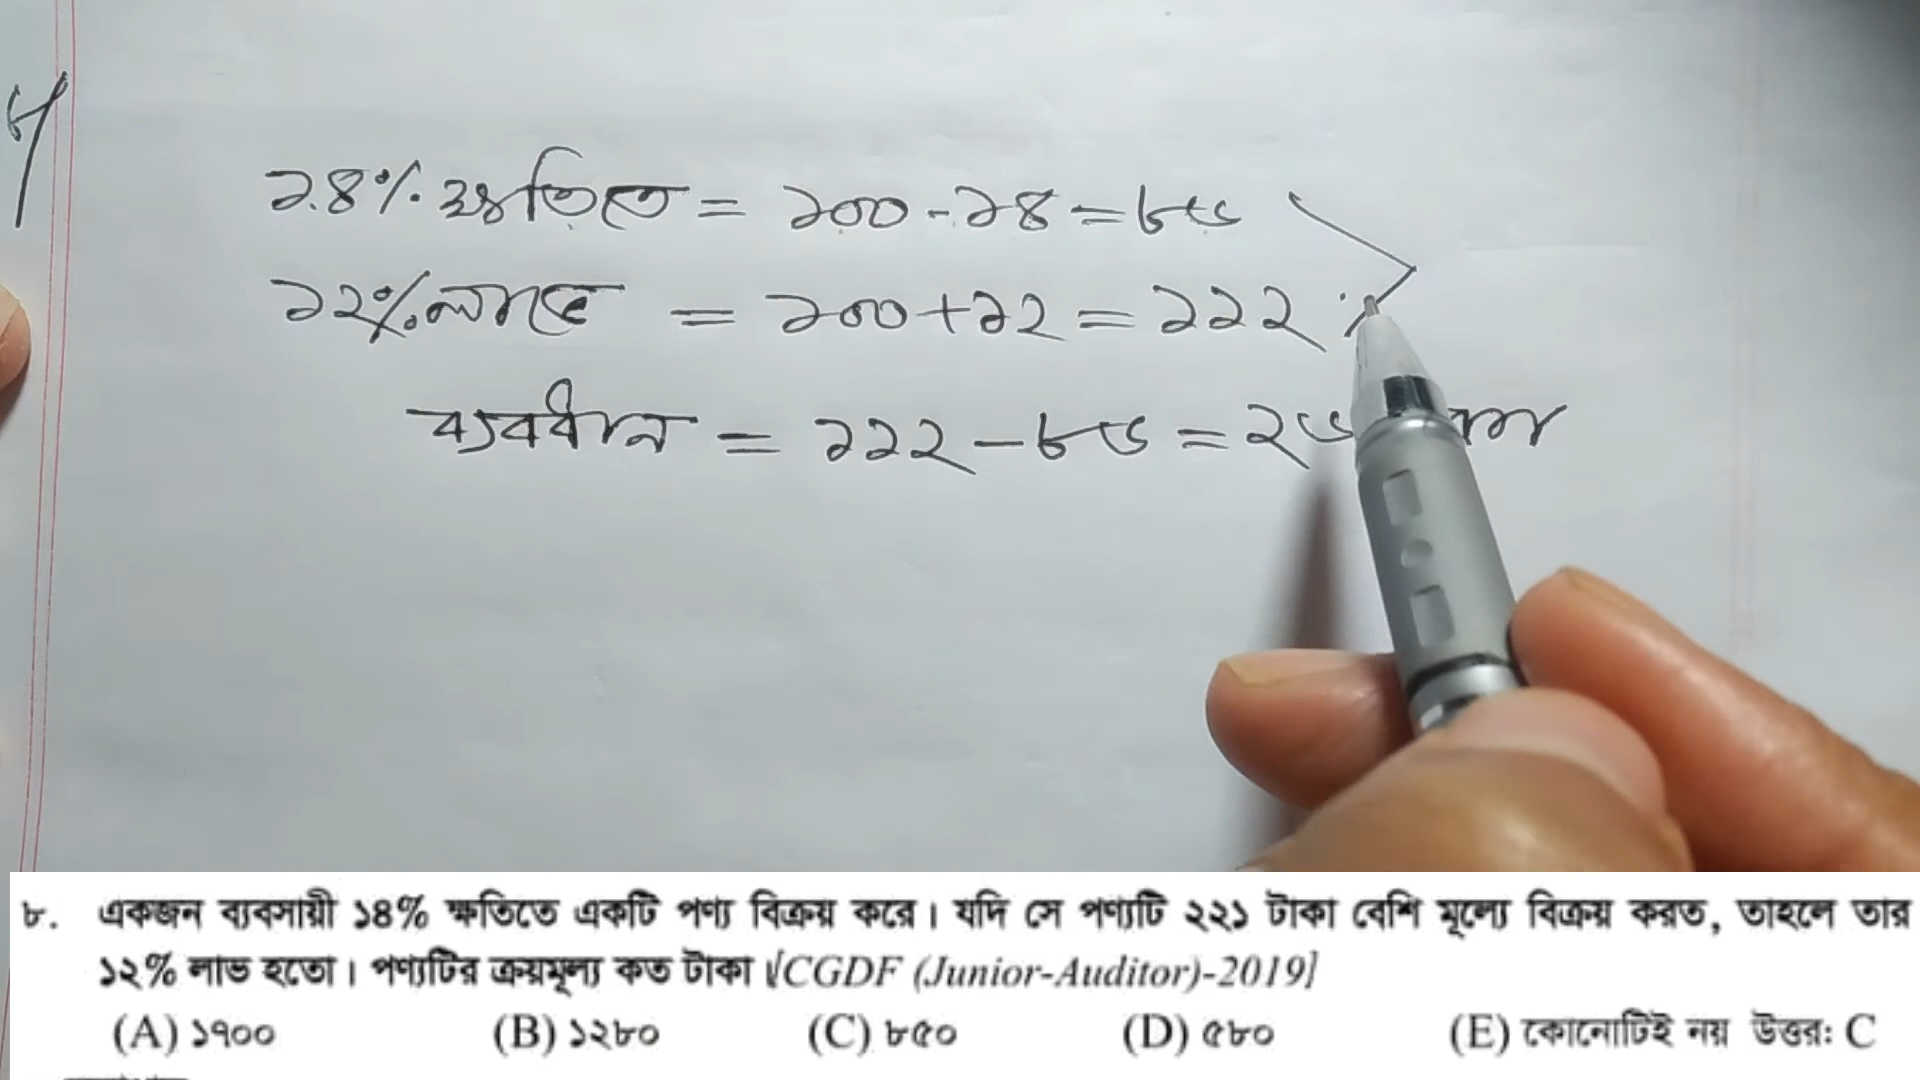 ৮
১৪% ক্ষতিতে = ১০০ - ১৪ = ৮৬
১২% লাভে = ১০০ + ১২ = ১১২
ব্যবধান = ১১২ - ৮৬ = ২৬
৮. একজন ব্যবসায়ী ১৪% ক্ষতিতে একটি পণ্য বিক্রয় করে। যদি সে পণ্যটি ২২১ টাকা বেশি মূল্যে বিক্রয় করত, তাহলে তার
১২% লাভ হতো। পণ্যটির ক্রয়মূল্য কত টাকা। [CGDF (Junior-Auditor)-2019]
(A) ১৭০০ (B) ১২৮০ (C) ৮৫০ (D) ৫৮০ (E) কোনোটিই নয় উত্তরঃ C